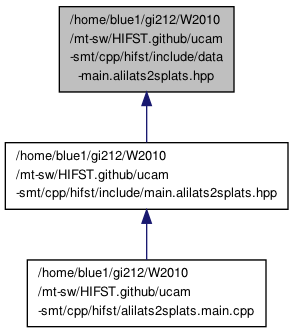 /home/blue1/gi212/W2010
/mt-sw/HIFST.github/ucam
-smt/cpp/hifst/include/data
-main.alilats2splats.hpp
/home/blue1/gi212/W2010
/mt-sw/HIFST.github/ucam
-smt/cpp/hifst/include/main.alilats2splats.hpp
/home/blue1/gi212/W2010
/mt-sw/HIFST.github/ucam
-smt/cpp/hifst/alilats2splats.main.cpp